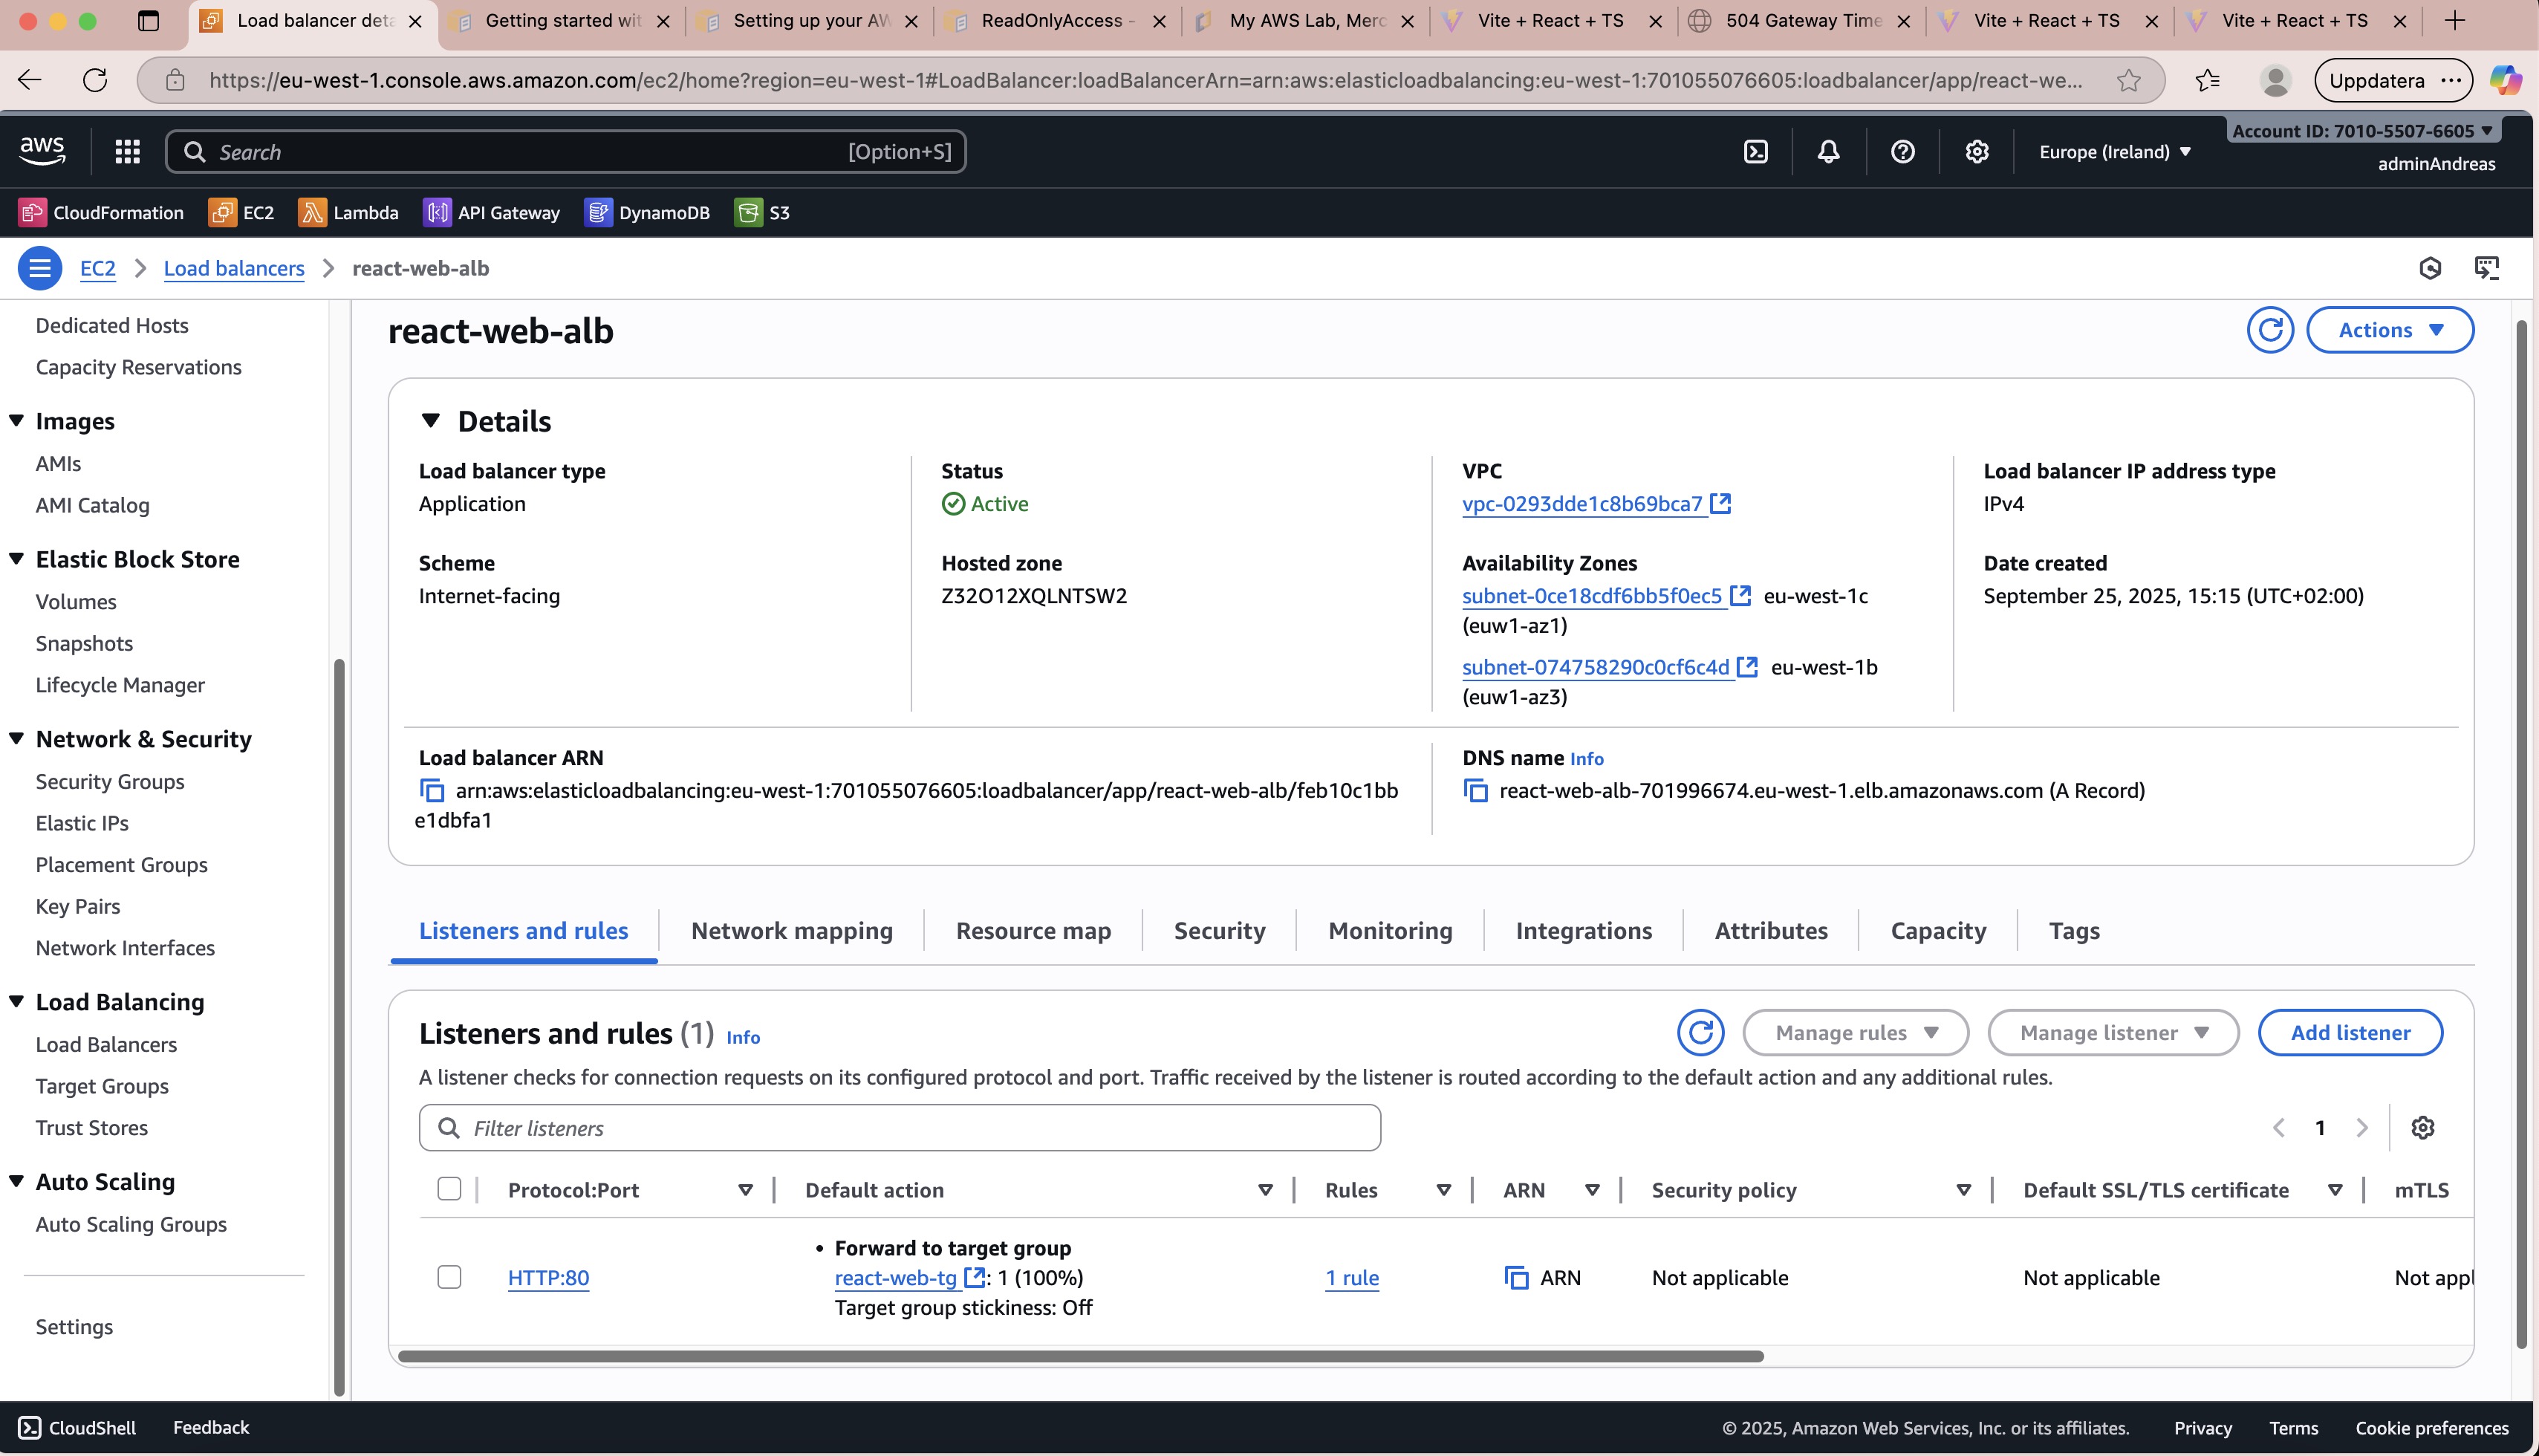 Load balancer deta
Getting started wit
Setting up your AW
ReadOnlyAccess -
My AWS Lab, Merc
Vite + React + TS
504 Gateway Time
Vite + React + TS
Vite + React + TS
https://eu-west-1.console.aws.amazon.com/ec2/home?region=eu-west-1#LoadBalancer:loadBalancerArn=arn:aws:elasticloadbalancing:eu-west-1:701055076605:loadbalancer/app/react-we...
Uppdatera
aws
Search
[Option+S]
Europe (Ireland)
Account ID: 7010-5507-6605
adminAndreas
CloudFormation
EC2
Lambda
API Gateway
DynamoDB
S3
EC2
Load balancers
react-web-alb
Dedicated Hosts
Capacity Reservations
Images
AMIs
AMI Catalog
Elastic Block Store
Volumes
Snapshots
Lifecycle Manager
Network & Security
Security Groups
Elastic IPs
Placement Groups
Key Pairs
Network Interfaces
Load Balancing
Load Balancers
Target Groups
Trust Stores
Auto Scaling
Auto Scaling Groups
Settings
react-web-alb
Actions
Details
Load balancer type
Application
Status
Active
VPC
vpc-0293dde1c8b69bca7
Load balancer IP address type
IPv4
Scheme
Internet-facing
Hosted zone
Z32O12XQLNTSW2
Availability Zones
subnet-0ce18cdf6bb5f0ec5 eu-west-1c
(euw1-az1)
subnet-074758290c0cf6c4d eu-west-1b
(euw1-az3)
Date created
September 25, 2025, 15:15 (UTC+02:00)
Load balancer ARN
arn:aws:elasticloadbalancing:eu-west-1:701055076605:loadbalancer/app/react-web-alb/feb10c1bb
e1dbfa1
DNS name Info
react-web-alb-701996674.eu-west-1.elb.amazonaws.com (A Record)
Listeners and rules
Network mapping
Resource map
Security
Monitoring
Integrations
Attributes
Capacity
Tags
Listeners and rules (1) Info
Manage rules
Manage listener
Add listener
A listener checks for connection requests on its configured protocol and port. Traffic received by the listener is routed according to the default action and any additional rules.
Filter listeners
1
Protocol:Port
Default action
Rules
ARN
Security policy
Default SSL/TLS certificate
mTLS
HTTP:80
• Forward to target group
react-web-tg : 1 (100%)
Target group stickiness: Off
1 rule
ARN
Not applicable
Not applicable
Not appl
CloudShell
Feedback
© 2025, Amazon Web Services, Inc. or its affiliates.
Privacy
Terms
Cookie preferences